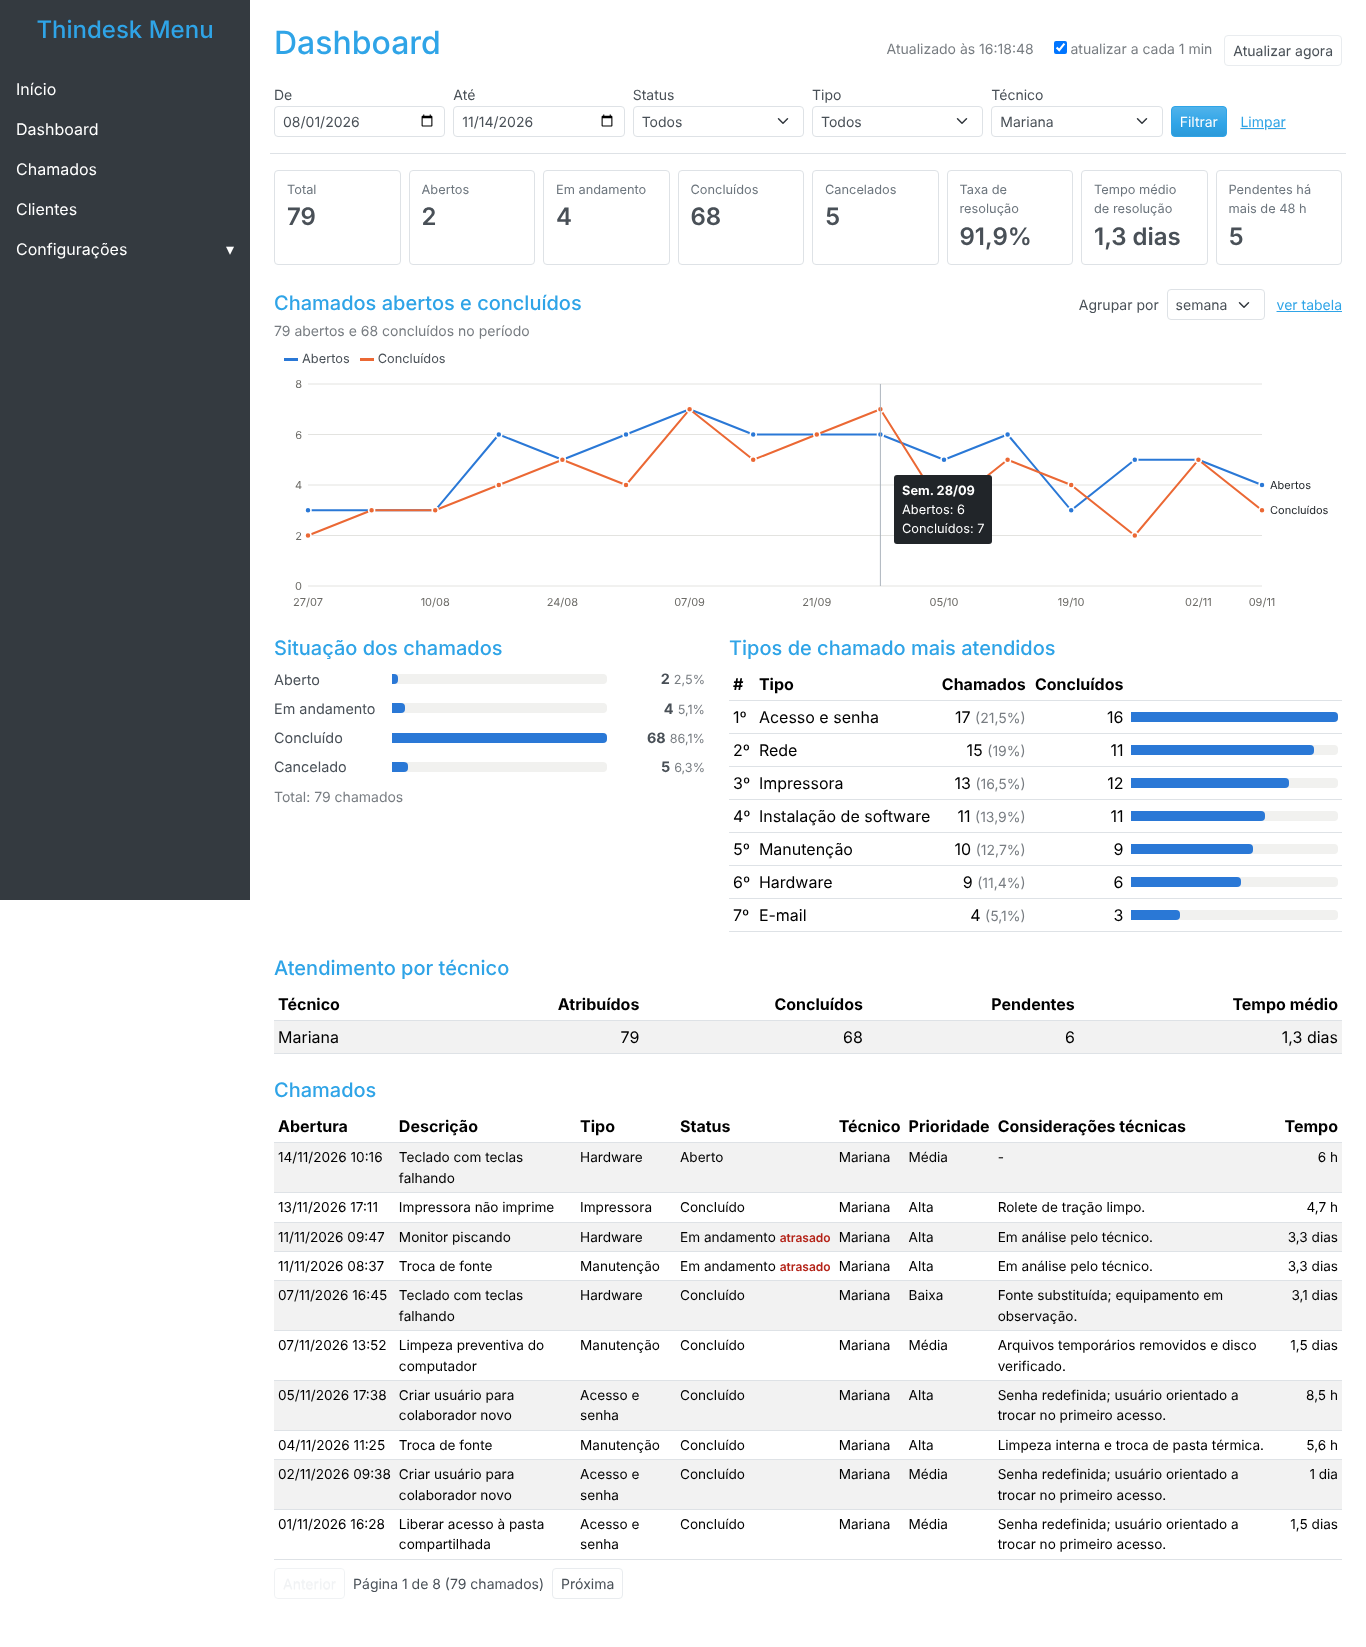 Thindesk Menu
Início
Dashboard
Chamados
Clientes
Configurações ▾
Dashboard
Atualizado às 16:18:48 atualizar a cada 1 min Atualizar agora
De Até Status Tipo Técnico
08/01/2026 11/14/2026 Todos Todos Mariana Filtrar Limpar
Total
79
Abertos
2
Em andamento
4
Concluídos
68
Cancelados
5
Taxa de
resolução
91,9%
Tempo médio
de resolução
1,3 dias
Pendentes há
mais de 48 h
5
Chamados abertos e concluídos
Agrupar por semana ver tabela
79 abertos e 68 concluídos no período
Abertos Concluídos
8
6
4
2
0
Sem. 28/09
Abertos: 6
Concluídos: 7
Abertos
Concluídos
27/07 10/08 24/08 07/09 21/09 05/10 19/10 02/11 09/11
Situação dos chamados
Aberto 2 2,5%
Em andamento 4 5,1%
Concluído 68 86,1%
Cancelado 5 6,3%
Total: 79 chamados
Tipos de chamado mais atendidos
# Tipo Chamados Concluídos
1º Acesso e senha 17 (21,5%) 16
2º Rede 15 (19%) 11
3º Impressora 13 (16,5%) 12
4º Instalação de software 11 (13,9%) 11
5º Manutenção 10 (12,7%) 9
6º Hardware 9 (11,4%) 6
7º E-mail 4 (5,1%) 3
Atendimento por técnico
Técnico Atribuídos Concluídos Pendentes Tempo médio
Mariana 79 68 6 1,3 dias
Chamados
Abertura Descrição Tipo Status Técnico Prioridade Considerações técnicas Tempo
14/11/2026 10:16 Teclado com teclas Hardware Aberto Mariana Média - 6 h
falhando
13/11/2026 17:11 Impressora não imprime Impressora Concluído Mariana Alta Rolete de tração limpo. 4,7 h
11/11/2026 09:47 Monitor piscando Hardware Em andamento atrasado Mariana Alta Em análise pelo técnico. 3,3 dias
11/11/2026 08:37 Troca de fonte Manutenção Em andamento atrasado Mariana Alta Em análise pelo técnico. 3,3 dias
07/11/2026 16:45 Teclado com teclas Hardware Concluído Mariana Baixa Fonte substituída; equipamento em 3,1 dias
falhando observação.
07/11/2026 13:52 Limpeza preventiva do Manutenção Concluído Mariana Média Arquivos temporários removidos e disco 1,5 dias
computador verificado.
05/11/2026 17:38 Criar usuário para Acesso e Concluído Mariana Alta Senha redefinida; usuário orientado a 8,5 h
colaborador novo senha trocar no primeiro acesso.
04/11/2026 11:25 Troca de fonte Manutenção Concluído Mariana Alta Limpeza interna e troca de pasta térmica. 5,6 h
02/11/2026 09:38 Criar usuário para Acesso e Concluído Mariana Média Senha redefinida; usuário orientado a 1 dia
colaborador novo senha trocar no primeiro acesso.
01/11/2026 16:28 Liberar acesso à pasta Acesso e Concluído Mariana Média Senha redefinida; usuário orientado a 1,5 dias
compartilhada senha trocar no primeiro acesso.
Anterior Página 1 de 8 (79 chamados) Próxima